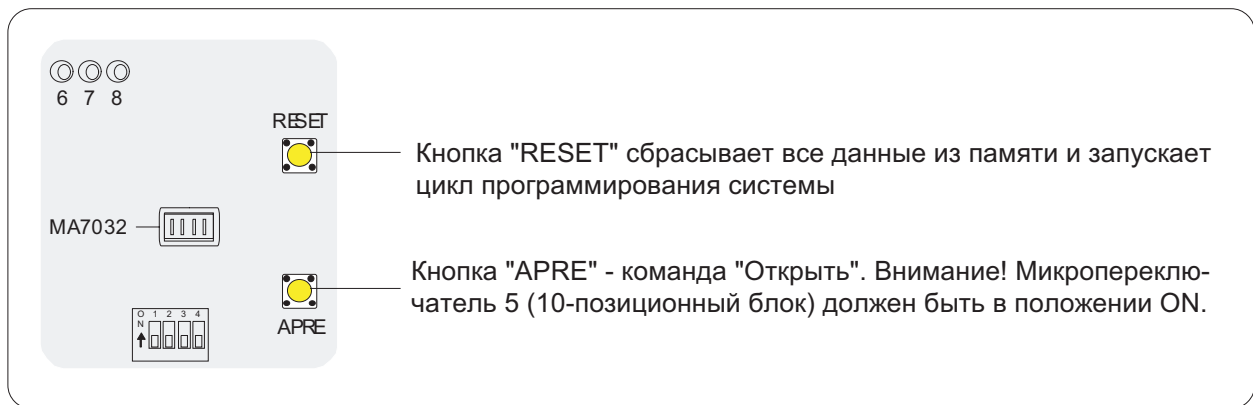 6 7 8
RESET
Кнопка "RESET" сбрасывает все данные из памяти и запускает
цикл программирования системы
MA7032
Кнопка "APRE" - команда "Открыть". Внимание! Микропереклю-
чатель 5 (10-позиционный блок) должен быть в положении ON.
ON 1 2 3 4
APRE